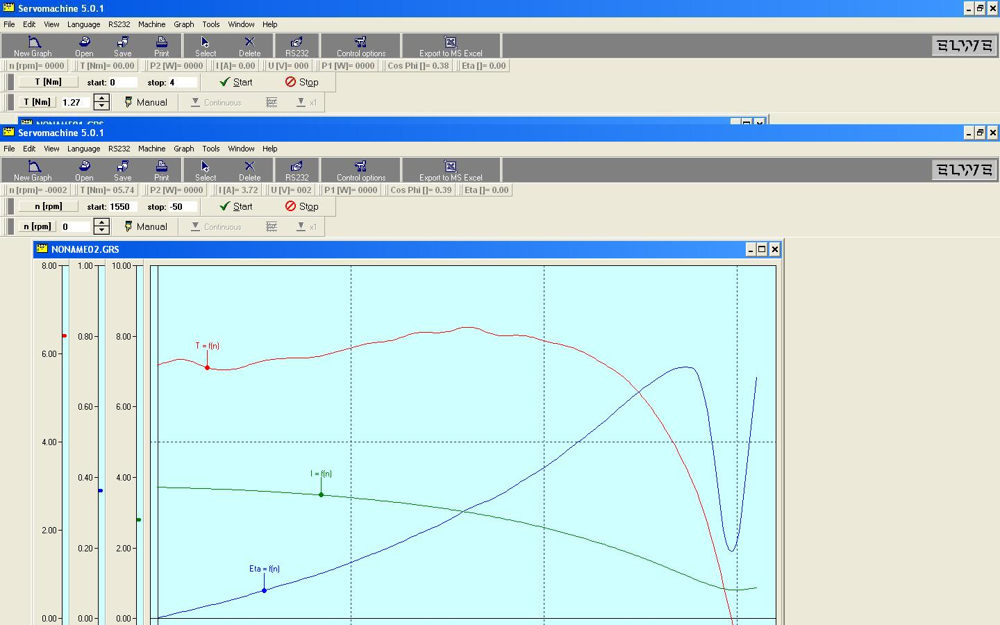 Servomachine 5.0.1
File Edit View Language RS232 Machine Graph Tools Window Help
New Graph Open Save Print Select Delete RS232 Control options Export to MS Excel ELWE
n [rpm]= 0000 T [Nm]= 00.00 P2 [W]= 0000 I [A]= 0.00 U [V]= 000 P1 [W]= 0000 Cos Phi []= 0.38 Eta []= 0.00
T [Nm] start: 0 stop: 4 Start Stop
T [Nm] 1.27 Manual Continuous x1
NONAME01.GRS
Servomachine 5.0.1
File Edit View Language RS232 Machine Graph Tools Window Help
New Graph Open Save Print Select Delete RS232 Control options Export to MS Excel ELWE
n [rpm]= -0002 T [Nm]= 05.74 P2 [W]= 0000 I [A]= 3.72 U [V]= 002 P1 [W]= 0000 Cos Phi []= 0.39 Eta []= 0.00
n [rpm] start: 1550 stop: -50 Start Stop
n [rpm] 0 Manual Continuous x1
NONAME02.GRS
8.00 1.00 10.00
0.80 8.00
T = f(n)
6.00
0.60 6.00
4.00
I = f(n)
0.40 4.00
2.00
0.20 2.00
Eta = f(n)
0.00 0.00 0.00